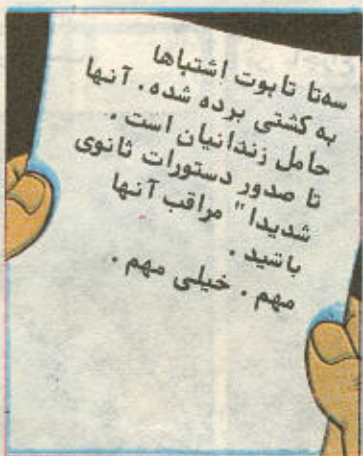 سه‌تا تابوت اشتباها
به کشتی برده شده. آنها
حامل زندانیان است.
تا صدور دستورات ثانوی
شدیدا" مراقب آنها
باشید.
مهم. خیلی مهم.